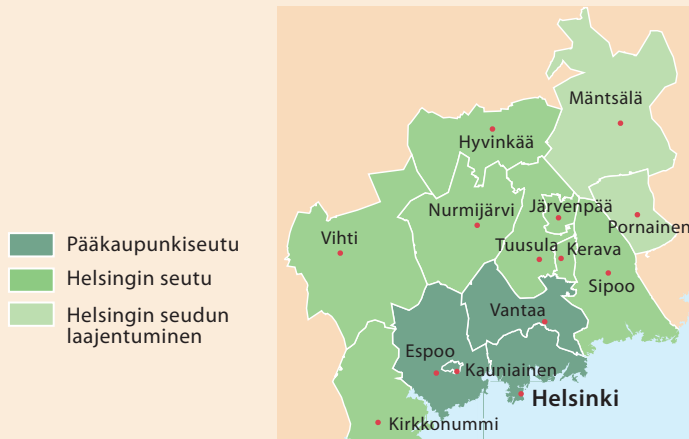 Mäntsälä
Hyvinkää
Järvenpää
Nurmijärvi
Pornainen
Vihti
Tuusula
Kerava
Sipoo
Vantaa
Espoo
Kauniainen
Helsinki
Kirkkonummi
Pääkaupunkiseutu
Helsingin seutu
Helsingin seudun
laajentuminen